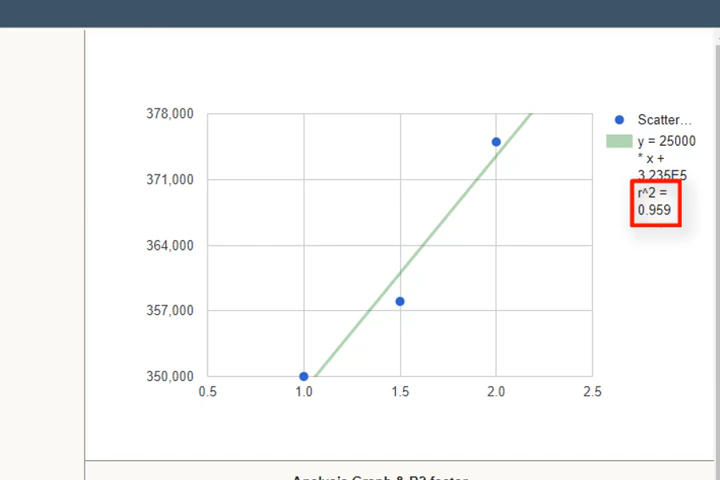 378,000
371,000
364,000
357,000
350,000
0.5 1.0 1.5 2.0 2.5
Scatter...
y = 25000
* x +
3.235E5
r^2 =
0.959
Analysis Graph & R2 factor